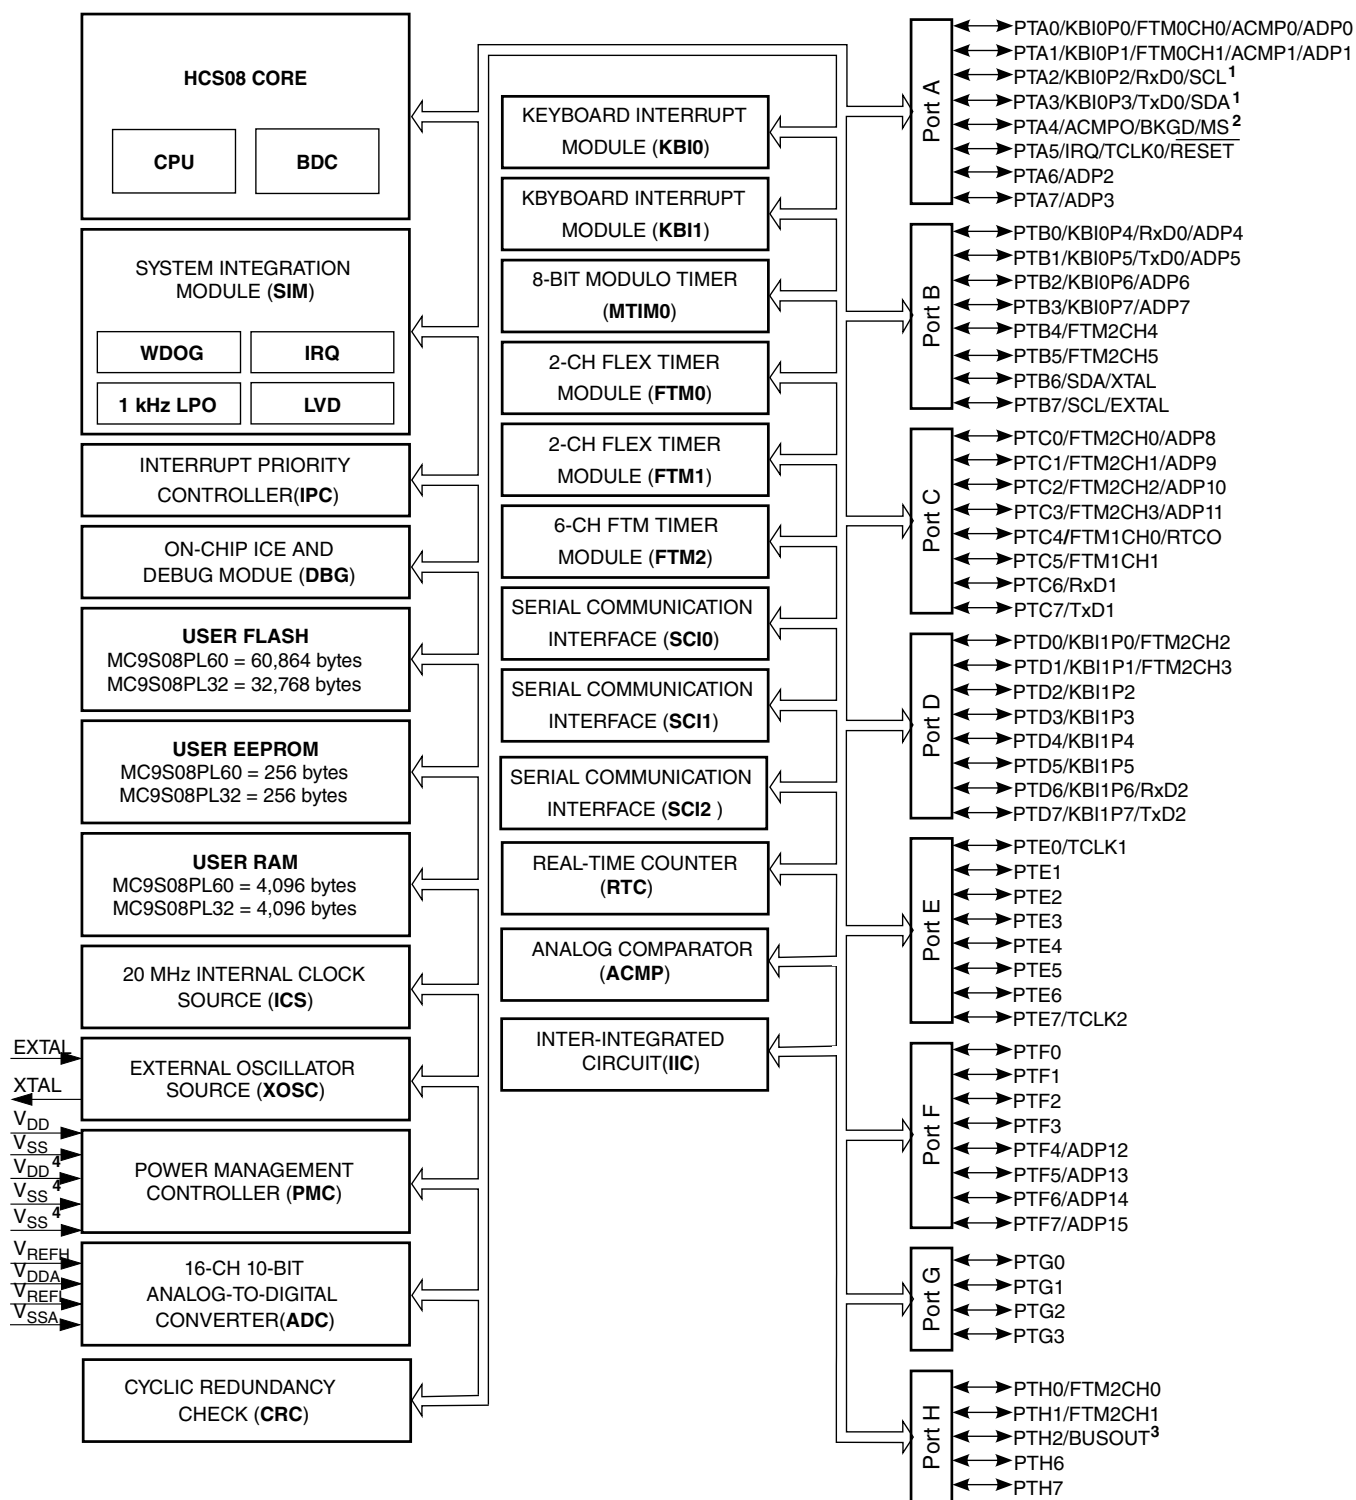 HCS08 CORE
CPU
BDC
SYSTEM INTEGRATION
MODULE (SIM)
WDOG
IRQ
1 kHz LPO
LVD
INTERRUPT PRIORITY
CONTROLLER(IPC)
ON-CHIP ICE AND
DEBUG MODUE (DBG)
USER FLASH
MC9S08PL60 = 60,864 bytes
MC9S08PL32 = 32,768 bytes
USER EEPROM
MC9S08PL60 = 256 bytes
MC9S08PL32 = 256 bytes
USER RAM
MC9S08PL60 = 4,096 bytes
MC9S08PL32 = 4,096 bytes
20 MHz INTERNAL CLOCK
SOURCE (ICS)
EXTAL
XTAL
EXTERNAL OSCILLATOR
SOURCE (XOSC)
VDD
VSS
VDD 4
VSS 4
VSS 4
POWER MANAGEMENT
CONTROLLER (PMC)
VREFH
VDDA
VREFL
VSSA
16-CH 10-BIT
ANALOG-TO-DIGITAL
CONVERTER(ADC)
CYCLIC REDUNDANCY
CHECK (CRC)
KEYBOARD INTERRUPT
MODULE (KBI0)
KBYBOARD INTERRUPT
MODULE (KBI1)
8-BIT MODULO TIMER
(MTIM0)
2-CH FLEX TIMER
MODULE (FTM0)
2-CH FLEX TIMER
MODULE (FTM1)
6-CH FTM TIMER
MODULE (FTM2)
SERIAL COMMUNICATION
INTERFACE (SCI0)
SERIAL COMMUNICATION
INTERFACE (SCI1)
SERIAL COMMUNICATION
INTERFACE (SCI2 )
REAL-TIME COUNTER
(RTC)
ANALOG COMPARATOR
(ACMP)
INTER-INTEGRATED
CIRCUIT(IIC)
Port A
PTA0/KBI0P0/FTM0CH0/ACMP0/ADP0
PTA1/KBI0P1/FTM0CH1/ACMP1/ADP1
PTA2/KBI0P2/RxD0/SCL1
PTA3/KBI0P3/TxD0/SDA1
PTA4/ACMPO/BKGD/MS2
PTA5/IRQ/TCLK0/RESET
PTA6/ADP2
PTA7/ADP3
Port B
PTB0/KBI0P4/RxD0/ADP4
PTB1/KBI0P5/TxD0/ADP5
PTB2/KBI0P6/ADP6
PTB3/KBI0P7/ADP7
PTB4/FTM2CH4
PTB5/FTM2CH5
PTB6/SDA/XTAL
PTB7/SCL/EXTAL
Port C
PTC0/FTM2CH0/ADP8
PTC1/FTM2CH1/ADP9
PTC2/FTM2CH2/ADP10
PTC3/FTM2CH3/ADP11
PTC4/FTM1CH0/RTCO
PTC5/FTM1CH1
PTC6/RxD1
PTC7/TxD1
Port D
PTD0/KBI1P0/FTM2CH2
PTD1/KBI1P1/FTM2CH3
PTD2/KBI1P2
PTD3/KBI1P3
PTD4/KBI1P4
PTD5/KBI1P5
PTD6/KBI1P6/RxD2
PTD7/KBI1P7/TxD2
Port E
PTE0/TCLK1
PTE1
PTE2
PTE3
PTE4
PTE5
PTE6
PTE7/TCLK2
Port F
PTF0
PTF1
PTF2
PTF3
PTF4/ADP12
PTF5/ADP13
PTF6/ADP14
PTF7/ADP15
Port G
PTG0
PTG1
PTG2
PTG3
Port H
PTH0/FTM2CH0
PTH1/FTM2CH1
PTH2/BUSOUT3
PTH6
PTH7